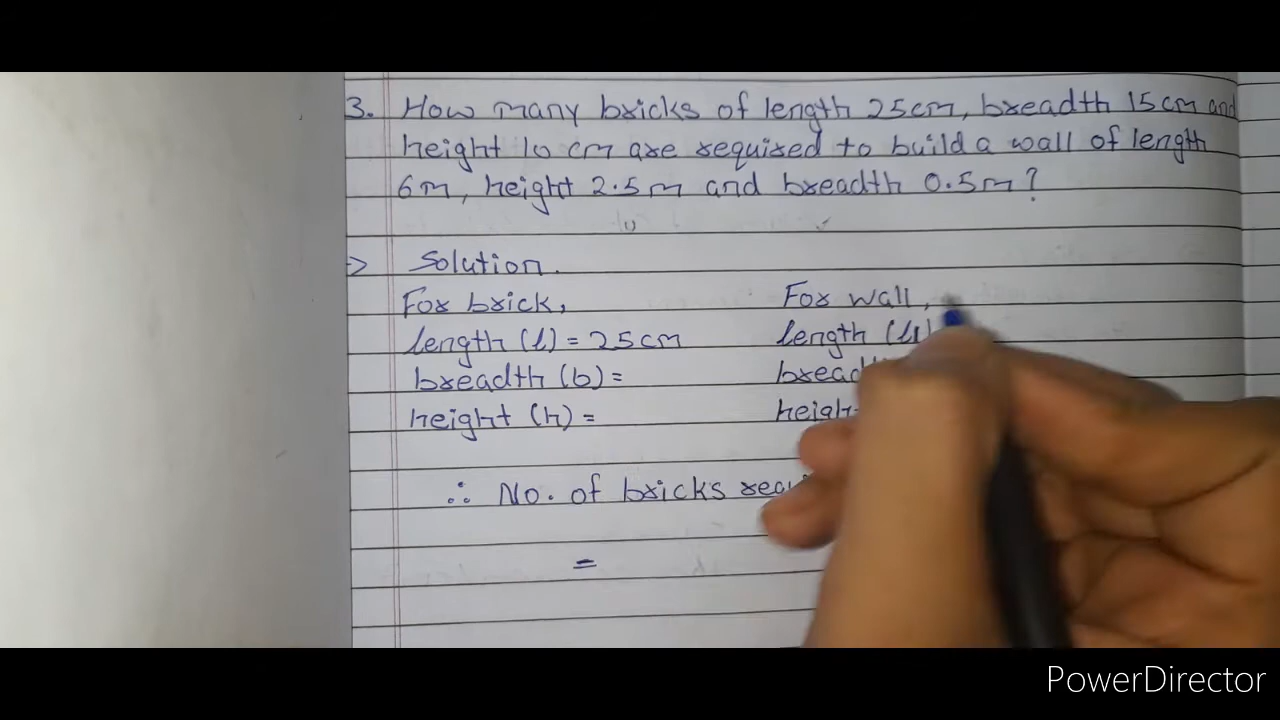 3. How many bricks of length 25cm, breadth 15cm and
height 10 cm are required to build a wall of length
6m, height 2.5m and breadth 0.5m?
-> Solution.
For brick,
length (l) = 25cm
breadth (b) =
height (h) =
For wall,
length (l1)
∴ No. of bricks
=
PowerDirector